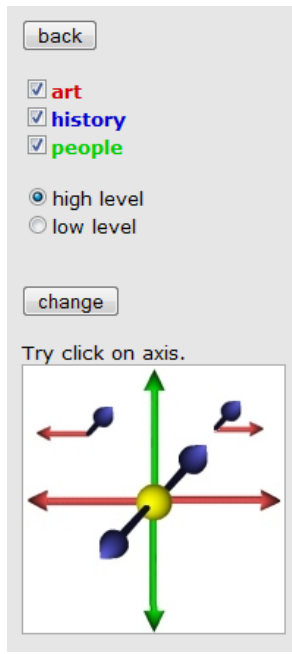 back
art
history
people
high level
low level
change
Try click on axis.